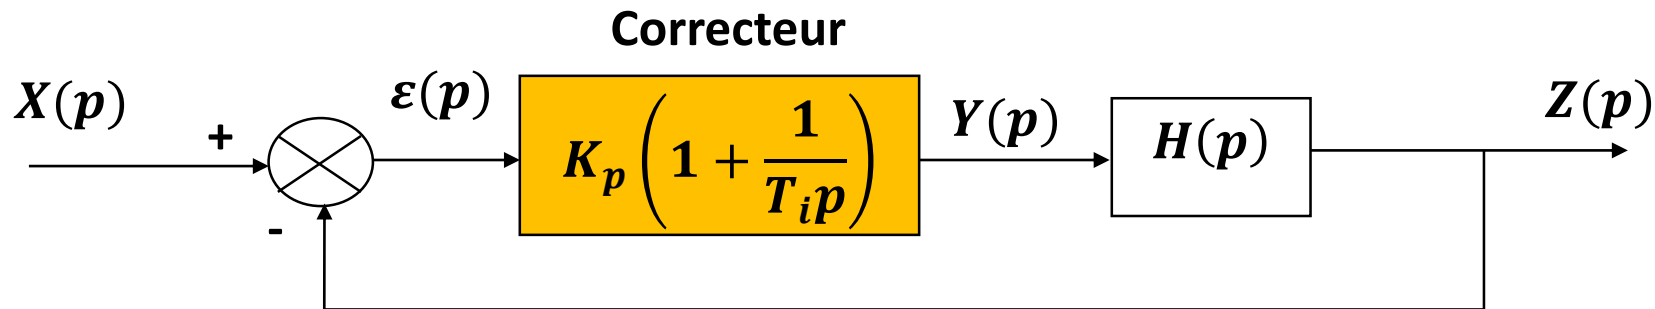 Correcteur
X(p)
+
-
ε(p)
K_p(1 + 1/(T_i p))
Y(p)
H(p)
Z(p)